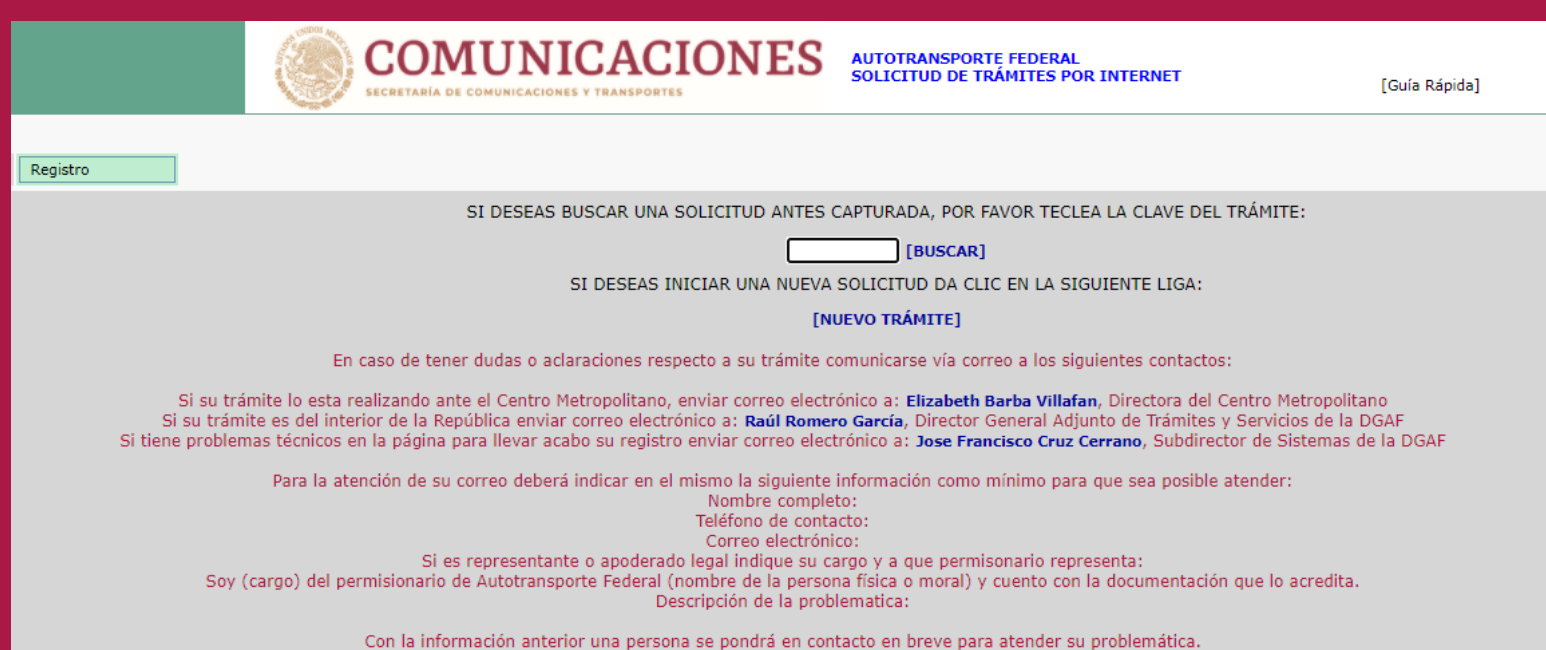 ESTADOS UNIDOS MEXICANOS
COMUNICACIONES
SECRETARÍA DE COMUNICACIONES Y TRANSPORTES
AUTOTRANSPORTE FEDERAL
SOLICITUD DE TRÁMITES POR INTERNET
[Guía Rápida]
Registro
SI DESEAS BUSCAR UNA SOLICITUD ANTES CAPTURADA, POR FAVOR TECLEA LA CLAVE DEL TRÁMITE:
[BUSCAR]
SI DESEAS INICIAR UNA NUEVA SOLICITUD DA CLIC EN LA SIGUIENTE LIGA:
[NUEVO TRÁMITE]
En caso de tener dudas o aclaraciones respecto a su trámite comunicarse vía correo a los siguientes contactos:
Si su trámite lo esta realizando ante el Centro Metropolitano, enviar correo electrónico a: Elizabeth Barba Villafan, Directora del Centro Metropolitano
Si su trámite es del interior de la República enviar correo electrónico a: Raúl Romero García, Director General Adjunto de Trámites y Servicios de la DGAF
Si tiene problemas técnicos en la página para llevar acabo su registro enviar correo electrónico a: Jose Francisco Cruz Cerrano, Subdirector de Sistemas de la DGAF
Para la atención de su correo deberá indicar en el mismo la siguiente información como mínimo para que sea posible atender:
Nombre completo:
Teléfono de contacto:
Correo electrónico:
Si es representante o apoderado legal indique su cargo y a que permisonario representa:
Soy (cargo) del permisionario de Autotransporte Federal (nombre de la persona física o moral) y cuento con la documentación que lo acredita.
Descripción de la problematica:
Con la información anterior una persona se pondrá en contacto en breve para atender su problemática.